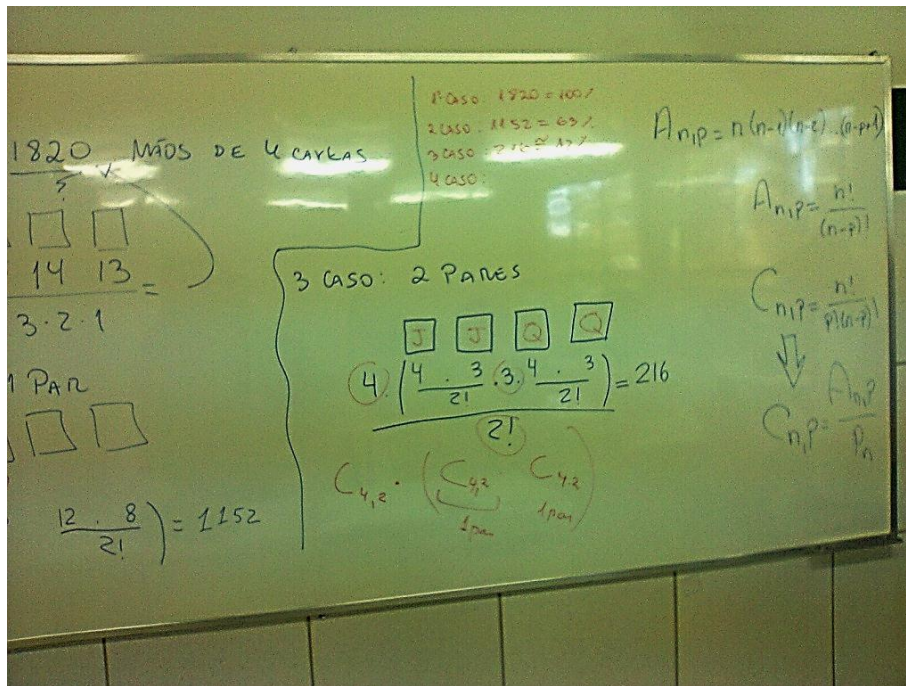 1820 MÃOS DE 4 CARTAS
?
14 13 =
3·2·1
1 PAR
12 . 8
2!
) = 1152
1º CASO: 1820 = 100%
2 CASO: 1152 = 63%
3 CASO: 216 ≅ 12%
4 CASO:
3 CASO: 2 PARES
J J Q Q
4·(4 . 3 / 2! ·3· 4 . 3 / 2!) = 216
2!
C4,2 · (C4,2 C4,2)
1 par 1 par
An,p = n(n-1)(n-2)...(n-p+1)
An,p = n! / (n-p)!
Cn,p = n! / p!(n-p)!
⇓
Cn,p = An,p / Pn